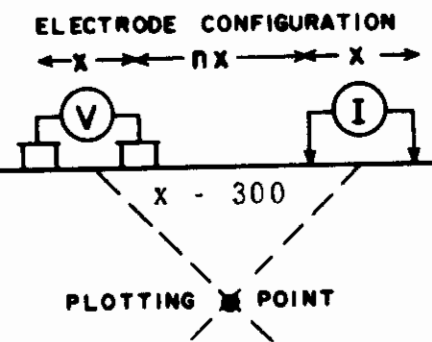 ELECTRODE CONFIGURATION
X nX X
V I
X - 300
PLOTTING POINT